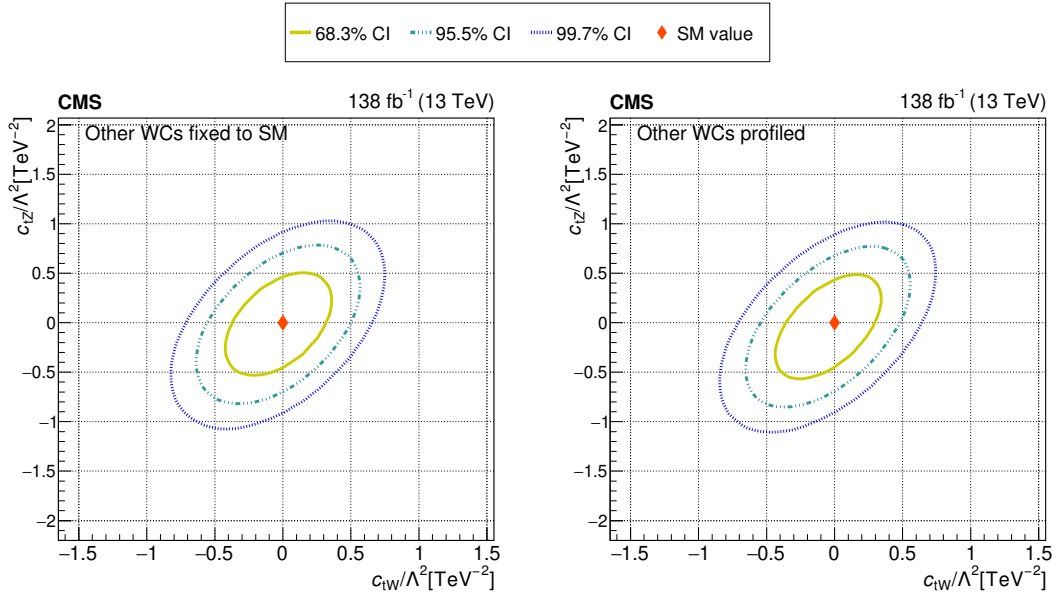 68.3% CI 95.5% CI 99.7% CI SM value
CMS 138 fb⁻¹ (13 TeV)
Other WCs fixed to SM
c_tZ/Λ²[TeV⁻²]
2
1.5
1
0.5
0
−0.5
−1
−1.5
−2
−1.5 −1 −0.5 0 0.5 1 1.5
c_tW/Λ²[TeV⁻²]
CMS 138 fb⁻¹ (13 TeV)
Other WCs profiled
c_tZ/Λ²[TeV⁻²]
2
1.5
1
0.5
0
−0.5
−1
−1.5
−2
−1.5 −1 −0.5 0 0.5 1 1.5
c_tW/Λ²[TeV⁻²]